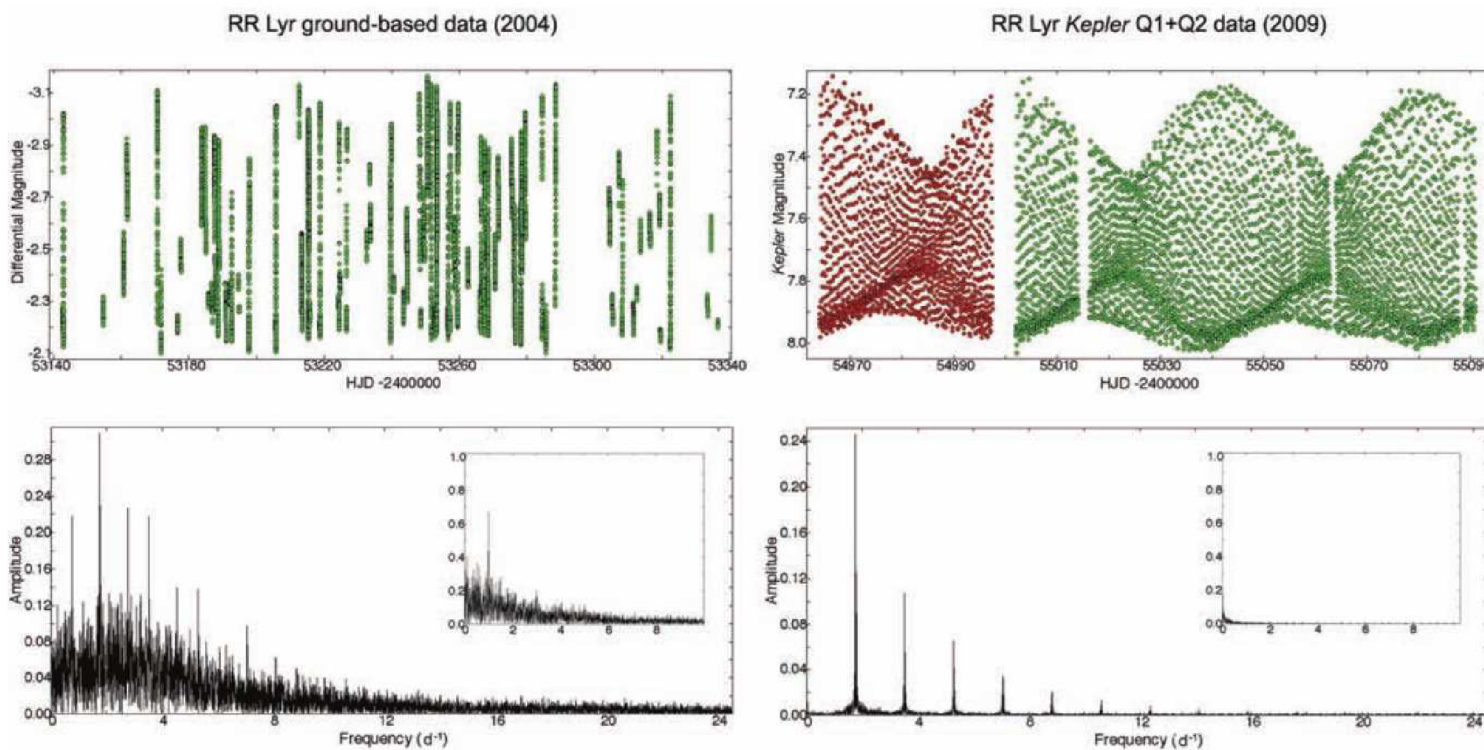 RR Lyr ground-based data (2004)
-3.1
-2.9
-2.7
-2.5
-2.3
-2.1
Differential Magnitude
53140 53180 53220 53260 53300 53340
HJD -2400000
RR Lyr Kepler Q1+Q2 data (2009)
7.2
7.4
7.6
7.8
8.0
Kepler Magnitude
54970 54990 55010 55030 55050 55070 55090
HJD -2400000
0.28
0.24
0.20
0.16
0.12
0.08
0.04
0.00
Amplitude
0 4 8 12 16 20 24
Frequency (d⁻¹)
1.0
0.8
0.6
0.4
0.2
0.0
0 2 4 6 8
0.24
0.20
0.16
0.12
0.08
0.04
0.00
Amplitude
0 4 8 12 16 20 24
Frequency (d⁻¹)
1.0
0.8
0.6
0.4
0.2
0.0
0 2 4 6 8